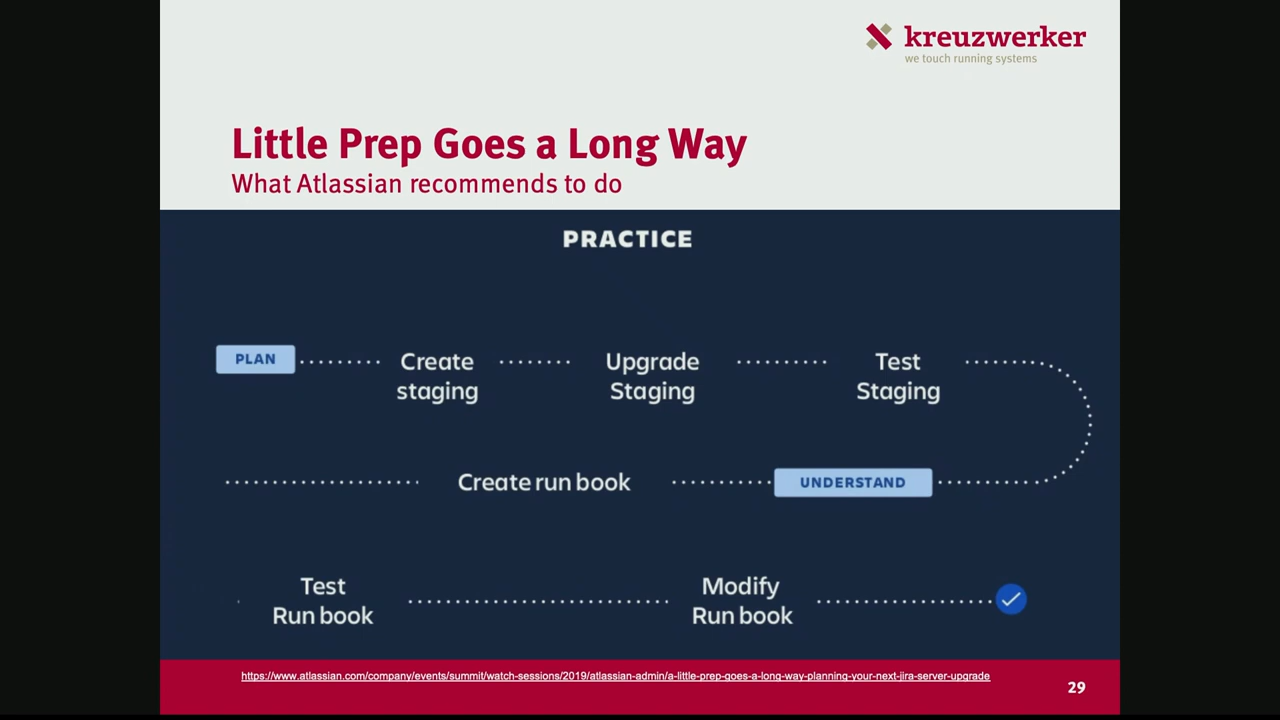 kreuzwerker
we touch running systems
Little Prep Goes a Long Way
What Atlassian recommends to do
PRACTICE
PLAN
Create
staging
Upgrade
Staging
Test
Staging
UNDERSTAND
Create run book
Test
Run book
Modify
Run book
https://www.atlassian.com/company/events/summit/watch-sessions/2019/atlassian-admin/a-little-prep-goes-a-long-way-planning-your-next-jira-server-upgrade
29